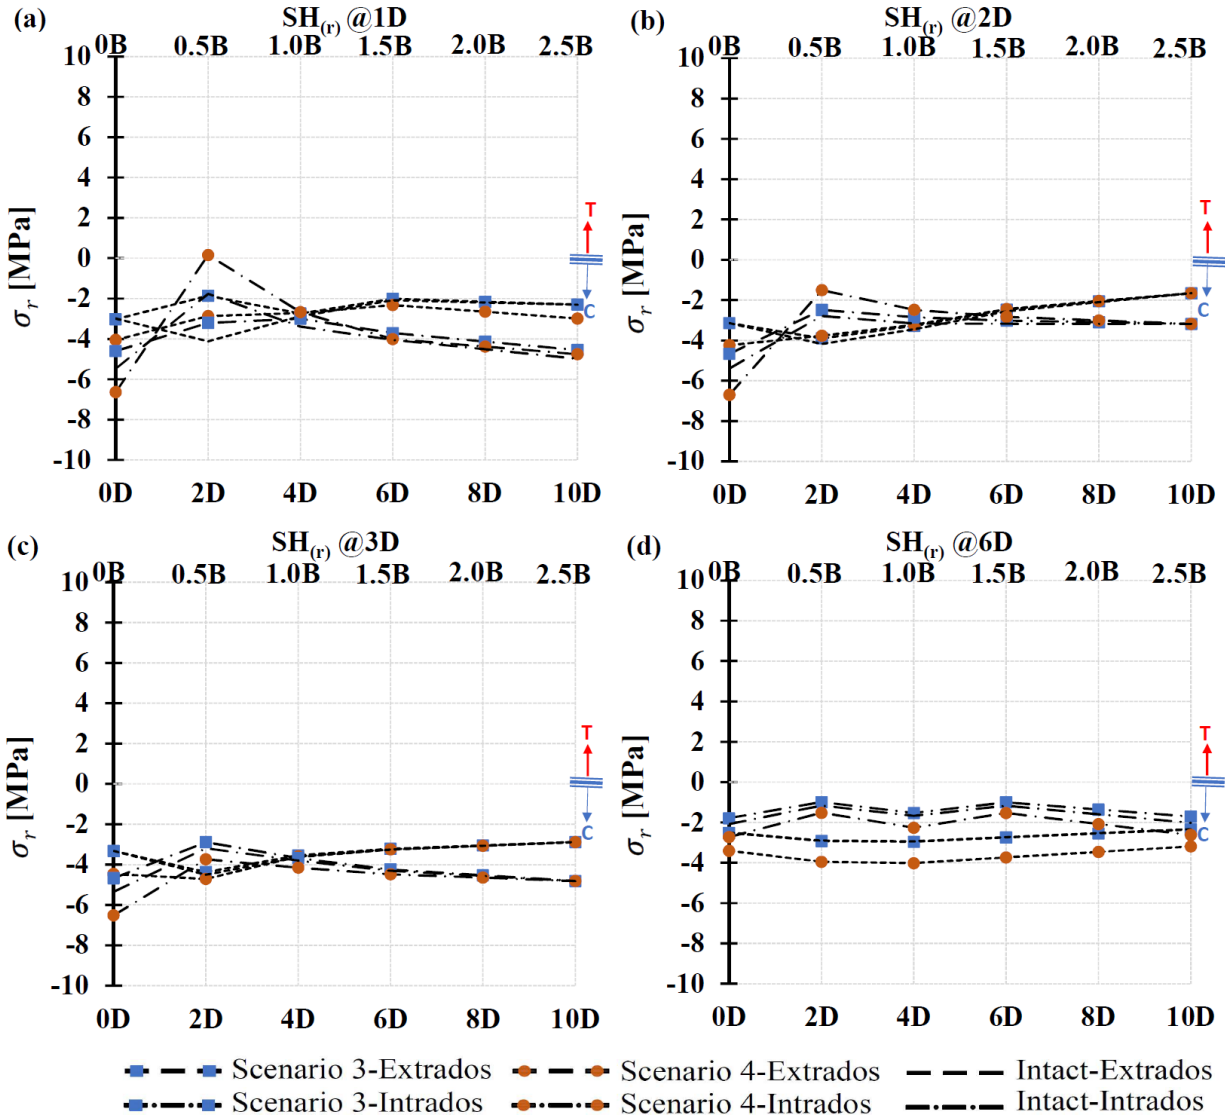 (a) SH(r) @1D
0B 0.5B 1.0B 1.5B 2.0B 2.5B
10
8
6
4
2
0
-2
-4
-6
-8
-10
σr [MPa]
T
C
0D 2D 4D 6D 8D 10D
(b) SH(r) @2D
0B 0.5B 1.0B 1.5B 2.0B 2.5B
10
8
6
4
2
0
-2
-4
-6
-8
-10
σr [MPa]
T
C
0D 2D 4D 6D 8D 10D
(c) SH(r) @3D
0B 0.5B 1.0B 1.5B 2.0B 2.5B
10
8
6
4
2
0
-2
-4
-6
-8
-10
σr [MPa]
T
C
0D 2D 4D 6D 8D 10D
(d) SH(r) @6D
0B 0.5B 1.0B 1.5B 2.0B 2.5B
10
8
6
4
2
0
-2
-4
-6
-8
-10
σr [MPa]
T
C
0D 2D 4D 6D 8D 10D
Scenario 3-Extrados Scenario 4-Extrados Intact-Extrados
Scenario 3-Intrados Scenario 4-Intrados Intact-Intrados